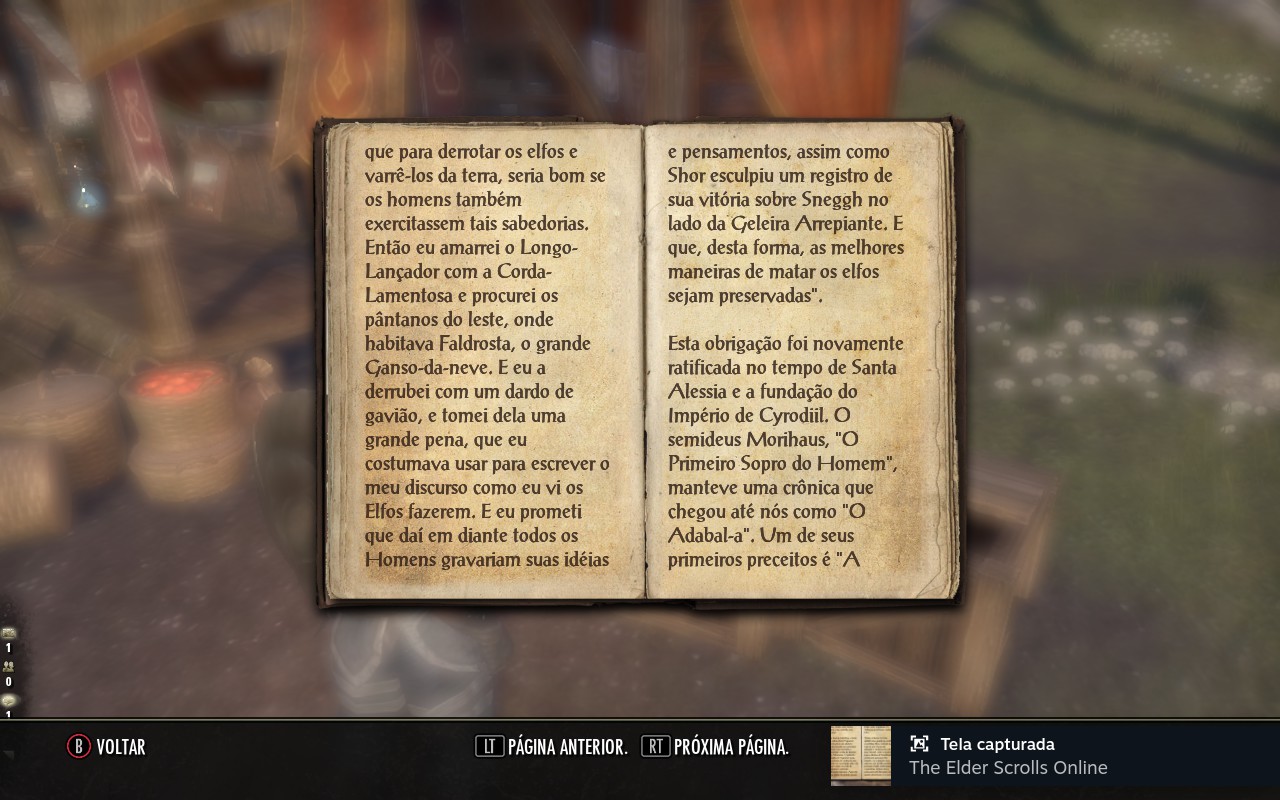 que para derrotar os elfos e
varrê-los da terra, seria bom se
os homens também
exercitassem tais sabedorias.
Então eu amarrei o Longo-
Lançador com a Corda-
Lamentosa e procurei os
pântanos do leste, onde
habitava Faldrosta, o grande
Ganso-da-neve. E eu a
derrubei com um dardo de
gavião, e tomei dela uma
grande pena, que eu
costumava usar para escrever o
meu discurso como eu vi os
Elfos fazerem. E eu prometi
que daí em diante todos os
Homens gravariam suas idéias
e pensamentos, assim como
Shor esculpiu um registro de
sua vitória sobre Sneggh no
lado da Geleira Arrepiante. E
que, desta forma, as melhores
maneiras de matar os elfos
sejam preservadas".
Esta obrigação foi novamente
ratificada no tempo de Santa
Alessia e a fundação do
Império de Cyrodiil. O
semideus Morihaus, "O
Primeiro Sopro do Homem",
manteve uma crônica que
chegou até nós como "O
Adabal-a". Um de seus
primeiros preceitos é "A
1
0
1
B VOLTAR
LT PÁGINA ANTERIOR.
RT PRÓXIMA PÁGINA.
Tela capturada
The Elder Scrolls Online